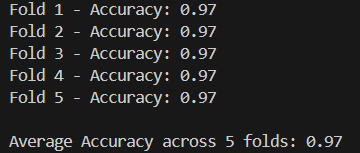 Fold 1 - Accuracy: 0.97
Fold 2 - Accuracy: 0.97
Fold 3 - Accuracy: 0.97
Fold 4 - Accuracy: 0.97
Fold 5 - Accuracy: 0.97
Average Accuracy across 5 folds: 0.97